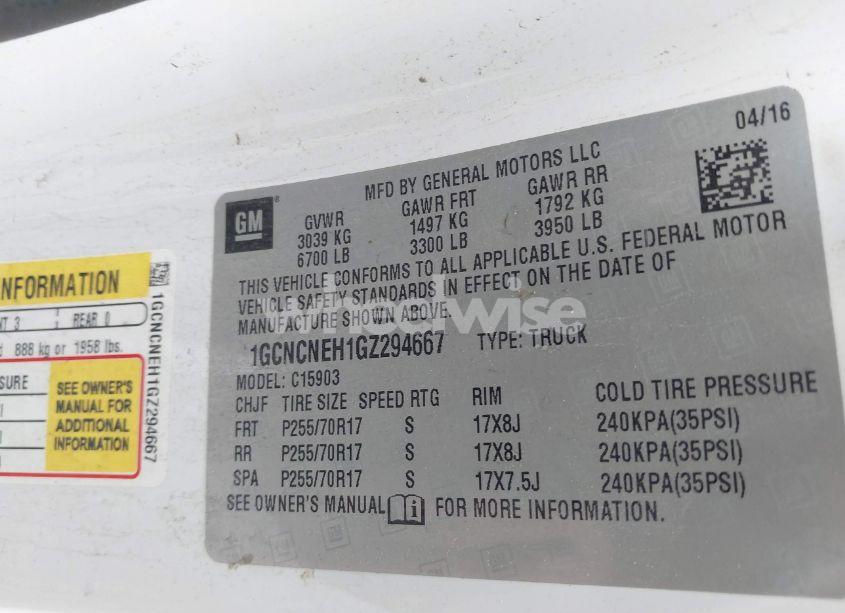 04/16
MFD BY GENERAL MOTORS LLC
GM
GVWR GAWR FRT GAWR RR
3039 KG 1497 KG 1792 KG
6700 LB 3300 LB 3950 LB
THIS VEHICLE CONFORMS TO ALL APPLICABLE U.S. FEDERAL MOTOR
VEHICLE SAFETY STANDARDS IN EFFECT ON THE DATE OF
MANUFACTURE SHOWN ABOVE.
1GCNCNEH1GZ294667 TYPE: TRUCK
MODEL: C15903
CHJF TIRE SIZE SPEED RTG RIM COLD TIRE PRESSURE
FRT P255/70R17 S 17X8J 240KPA(35PSI)
RR P255/70R17 S 17X8J 240KPA(35PSI)
SPA P255/70R17 S 17X7.5J 240KPA(35PSI)
SEE OWNER'S MANUAL FOR MORE INFORMATION.
INFORMATION
3 REAR 0
888 kg or 1958 lbs.
SEE OWNER'S
MANUAL FOR
ADDITIONAL
INFORMATION
1GCNCNEH1GZ294667